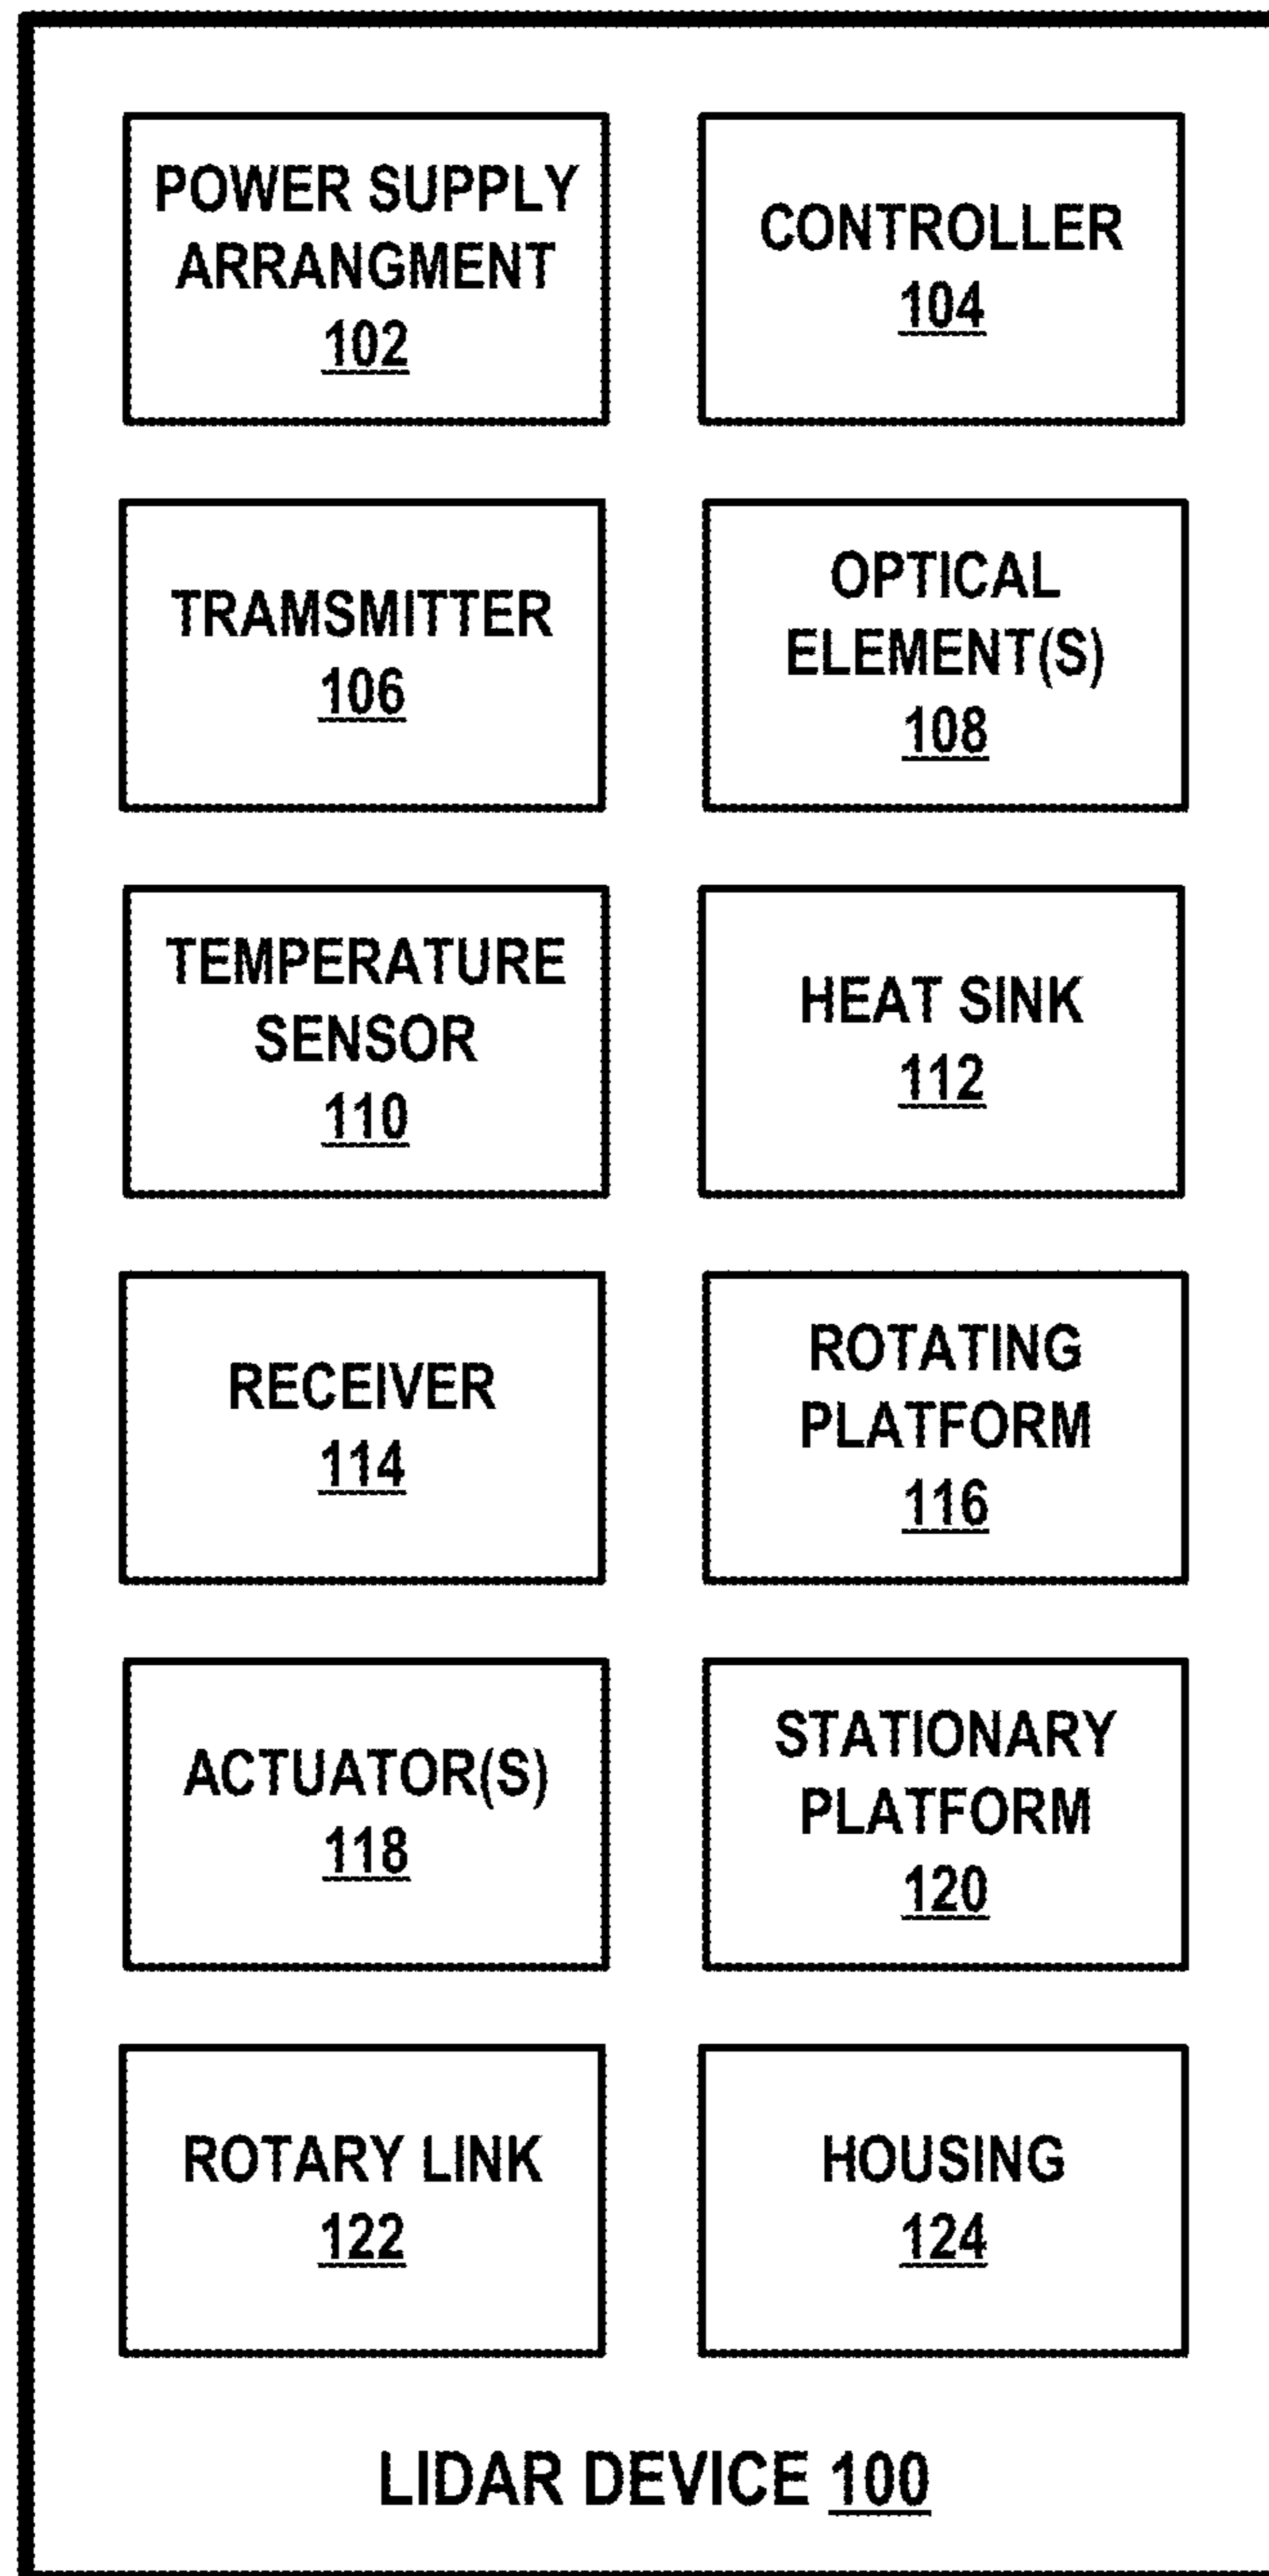 POWER SUPPLY
ARRANGMENT
102
CONTROLLER
104
TRAMSMITTER
106
OPTICAL
ELEMENT(S)
108
TEMPERATURE
SENSOR
110
HEAT SINK
112
RECEIVER
114
ROTATING
PLATFORM
116
ACTUATOR(S)
118
STATIONARY
PLATFORM
120
ROTARY LINK
122
HOUSING
124
LIDAR DEVICE 100